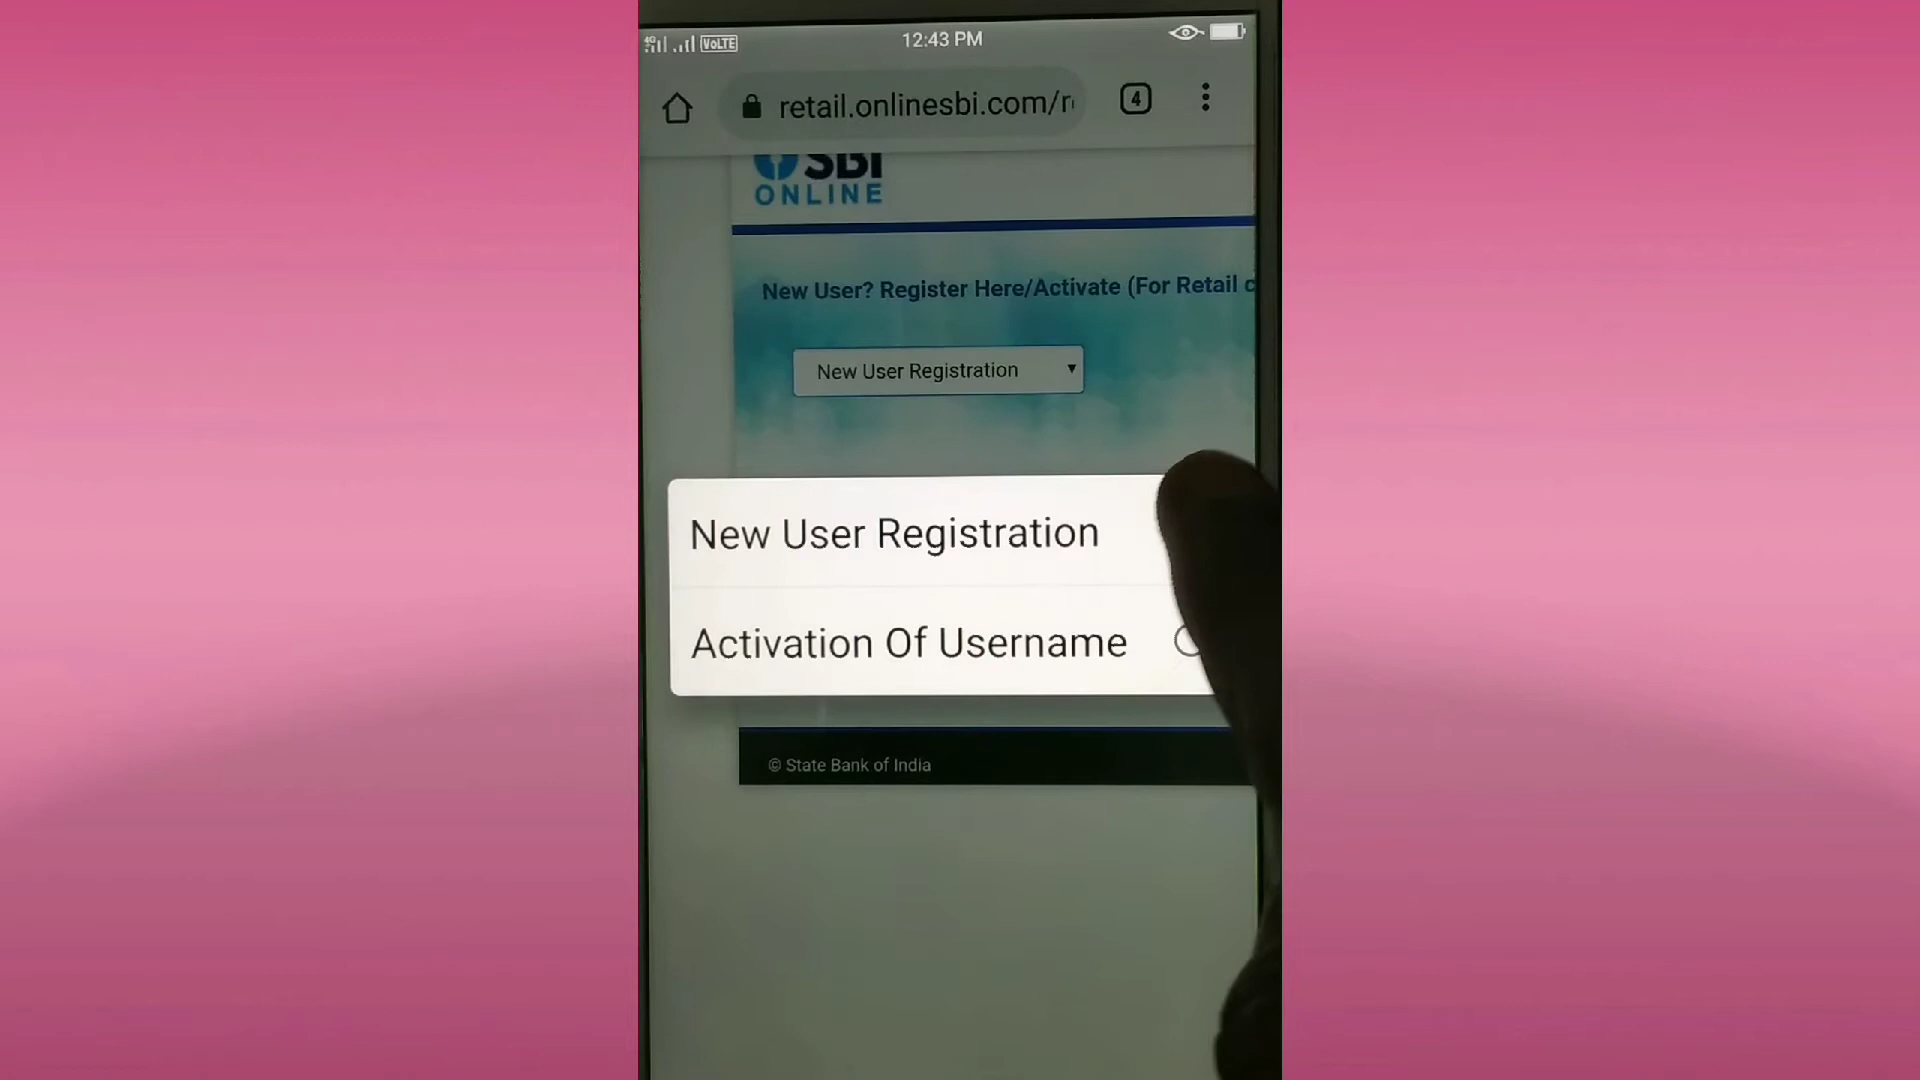 4G VoLTE 12:43 PM
retail.onlinesbi.com/r 4
SBI
ONLINE
New User? Register Here/Activate (For Retail c
New User Registration
New User Registration
Activation Of Username
© State Bank of India